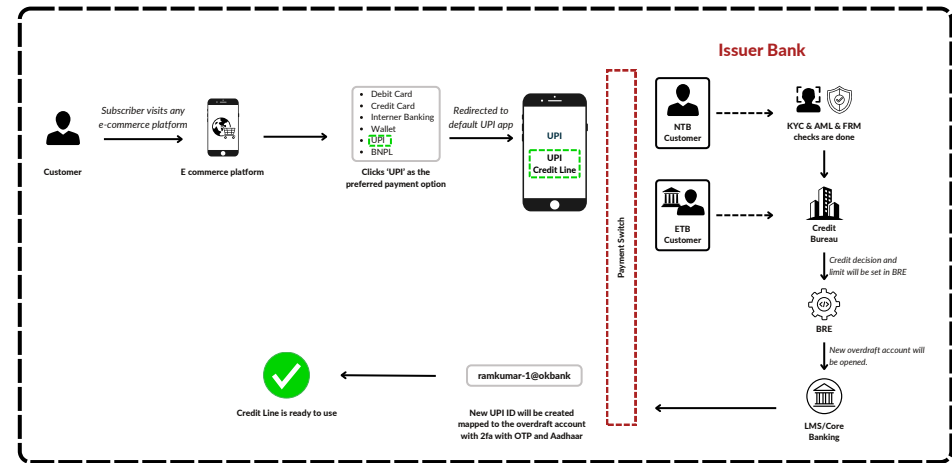 Issuer Bank
Subscriber visits any
e-commerce platform
Customer
E commerce platform
Debit Card
Credit Card
Interner Banking
Wallet
UPI
BNPL
Clicks ‘UPI’ as the
preferred payment option
Redirected to
default UPI app
UPI
UPI
Credit Line
Payment Switch
NTB
Customer
KYC & AML & FRM
checks are done
ETB
Customer
Credit
Bureau
Credit decision and
limit will be set in BRE
BRE
New overdraft account will
be opened.
LMS/Core
Banking
ramkumar-1@okbank
New UPI ID will be created
mapped to the overdraft account
with 2fa with OTP and Aadhaar
Credit Line is ready to use